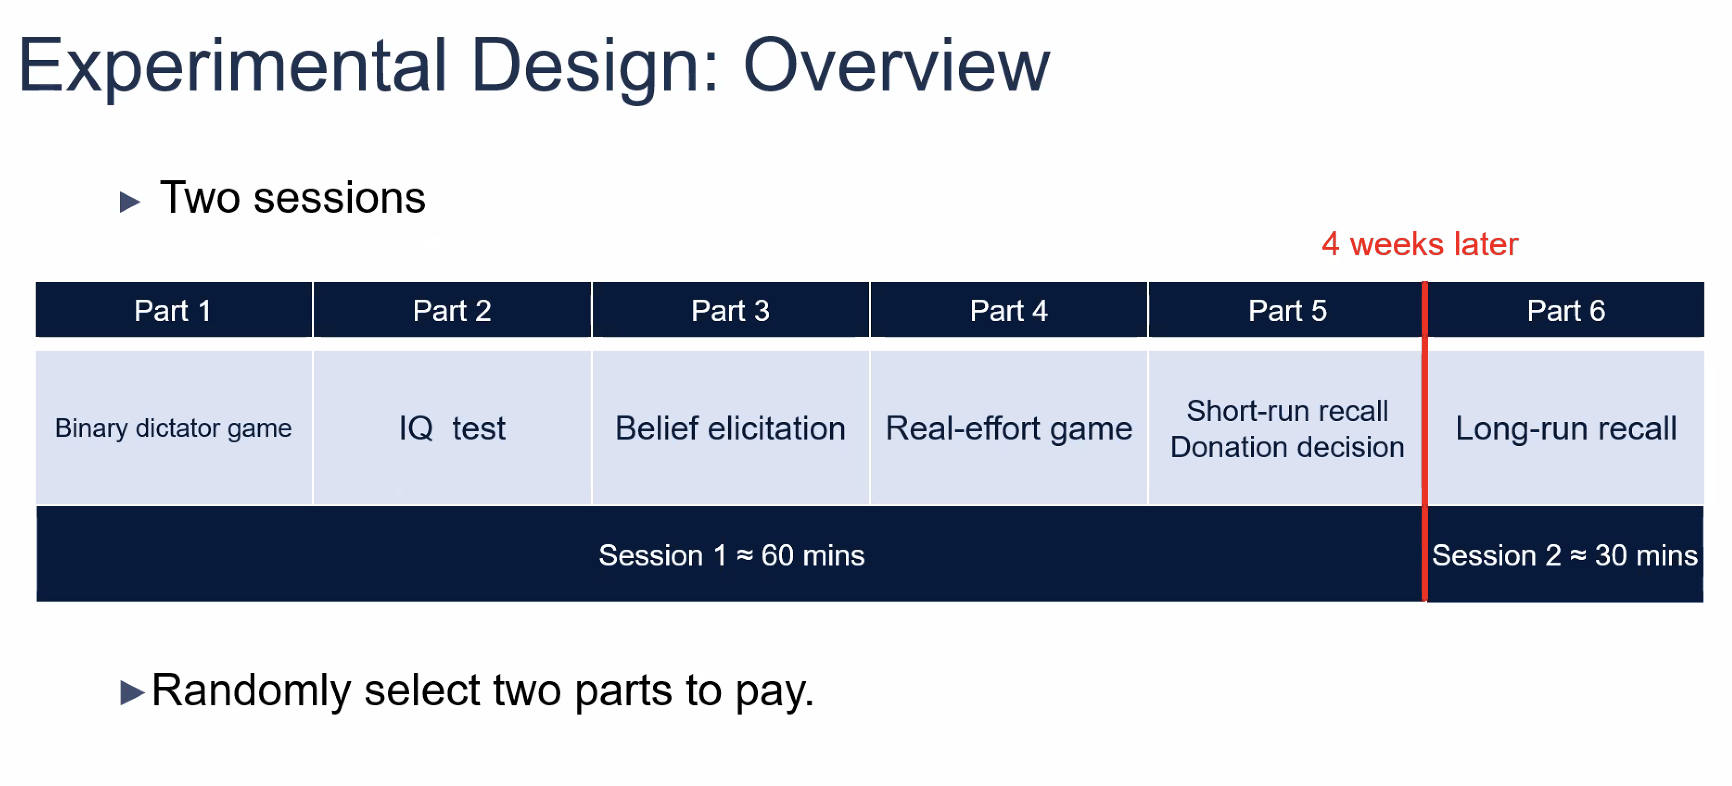 Experimental Design: Overview
► Two sessions
4 weeks later
Part 1 Part 2 Part 3 Part 4 Part 5 Part 6
Binary dictator game
IQ test
Belief elicitation
Real-effort game
Short-run recall
Donation decision
Long-run recall
Session 1 ≈ 60 mins
Session 2 ≈ 30 mins
►Randomly select two parts to pay.